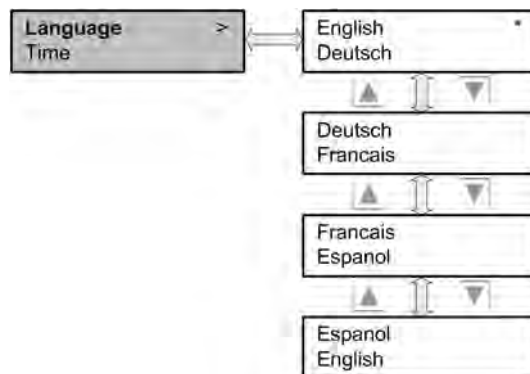 Language >
Time
English *
Deutsch
Deutsch
Francais
Francais
Espanol
Espanol
English